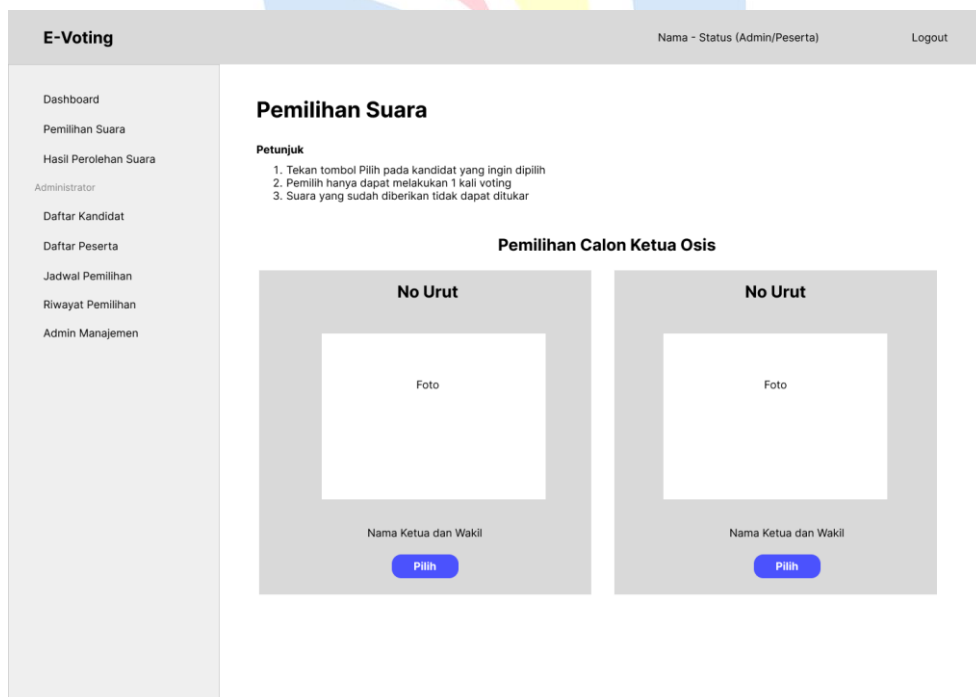 E-Voting
Nama - Status (Admin/Peserta)
Logout
Dashboard
Pemilihan Suara
Hasil Perolehan Suara
Administrator
Daftar Kandidat
Daftar Peserta
Jadwal Pemilihan
Riwayat Pemilihan
Admin Manajemen
Pemilihan Suara
Petunjuk
1. Tekan tombol Pilih pada kandidat yang ingin dipilih
2. Pemilih hanya dapat melakukan 1 kali voting
3. Suara yang sudah diberikan tidak dapat ditukar
Pemilihan Calon Ketua Osis
No Urut
Foto
Nama Ketua dan Wakil
Pilih
No Urut
Foto
Nama Ketua dan Wakil
Pilih